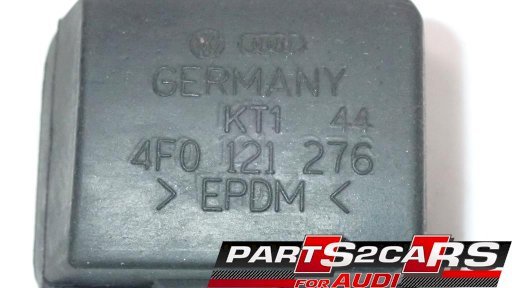 GERMANY
KT1 44
4F0 121 276
> EPDM <
PARTS2CARS
FOR AUDI